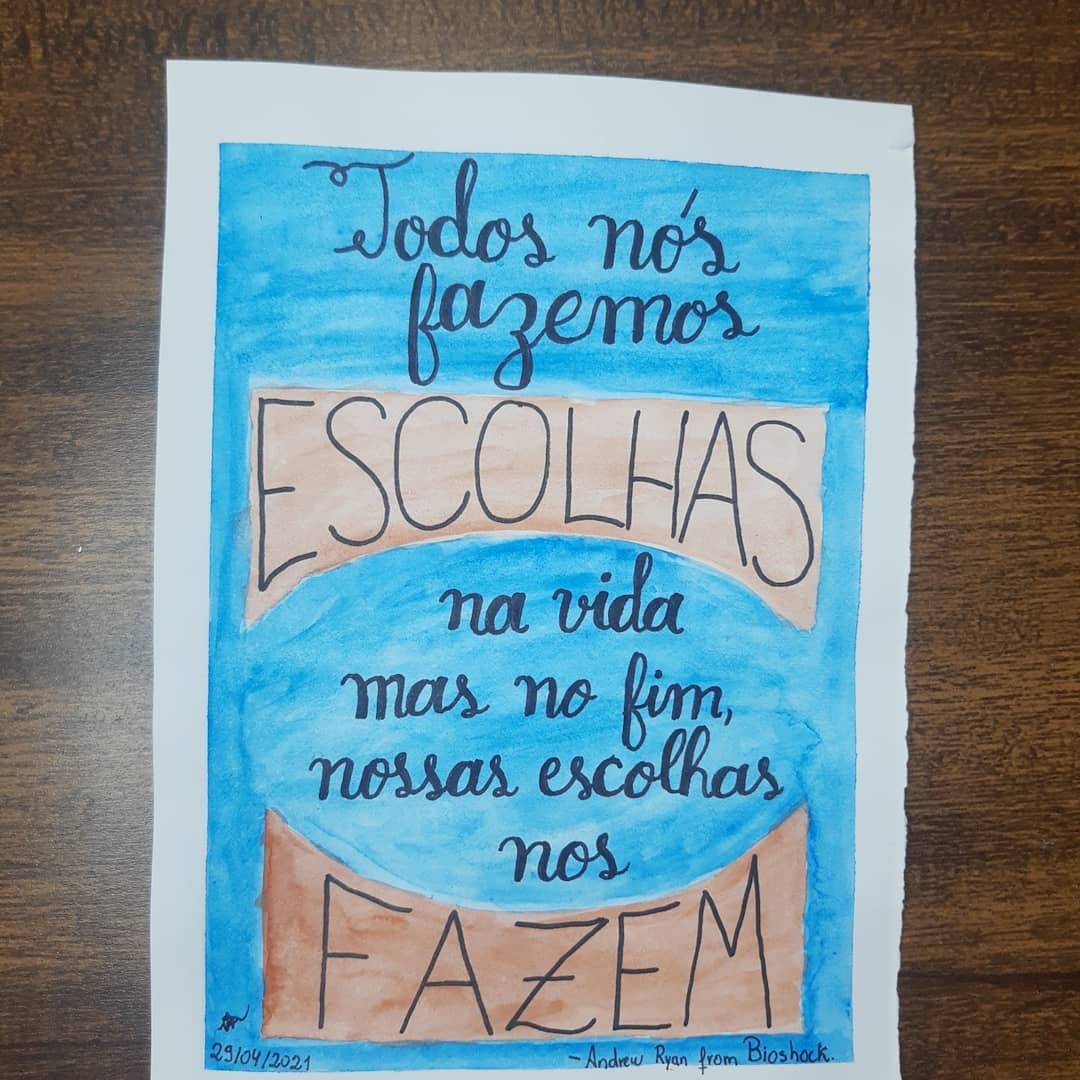 Todos nós
fazemos
ESCOLHAS
na vida
mas no fim,
nossas escolhas
nos
FAZEM
29/04/2021
- Andrew Ryan from Bioshock.